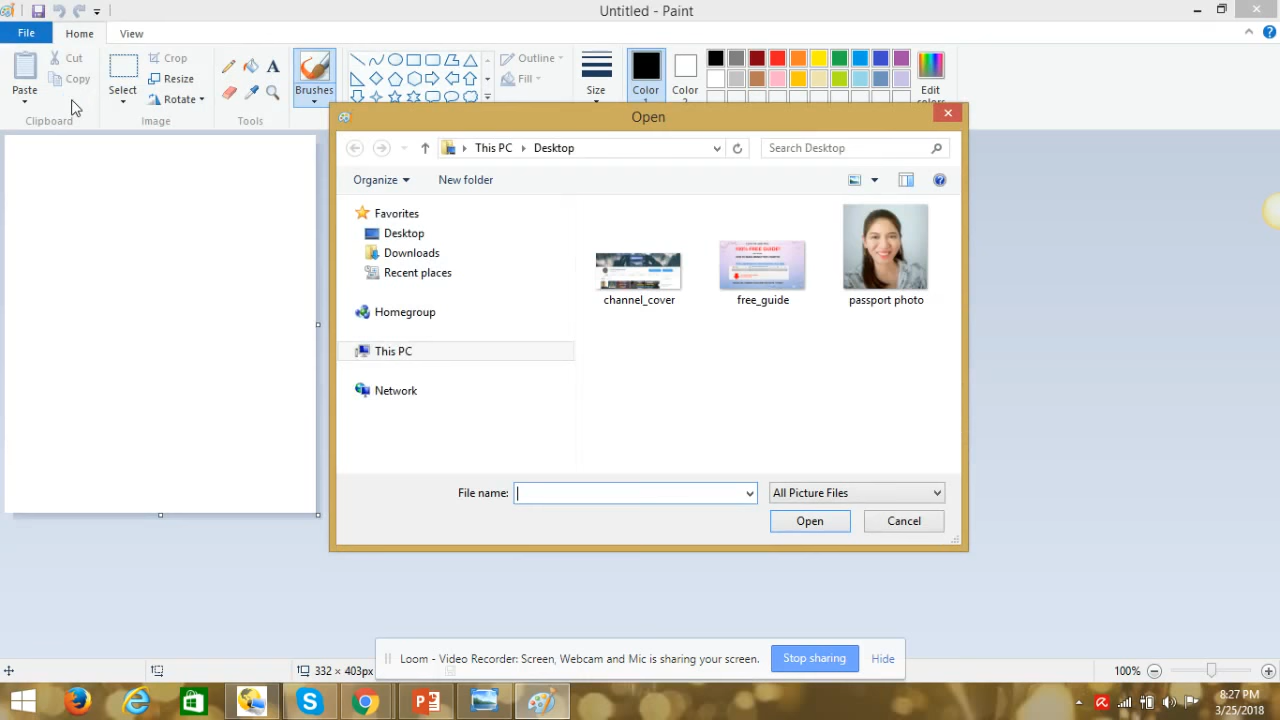 Untitled - Paint
File
Home
View
Paste
Cut
Copy
Clipboard
Select
Crop
Resize
Rotate
Image
A
Tools
Brushes
Outline
Fill
Size
Color
1
Color
2
Edit
colors
Open
This PC
Desktop
Search Desktop
Organize
New folder
Favorites
Desktop
Downloads
Recent places
Homegroup
This PC
Network
channel_cover
FREE GUIDE!
free_guide
passport photo
File name:
All Picture Files
Open
Cancel
Loom - Video Recorder: Screen, Webcam and Mic is sharing your screen.
Stop sharing
Hide
332 × 403px
100%
8:27 PM
3/25/2018